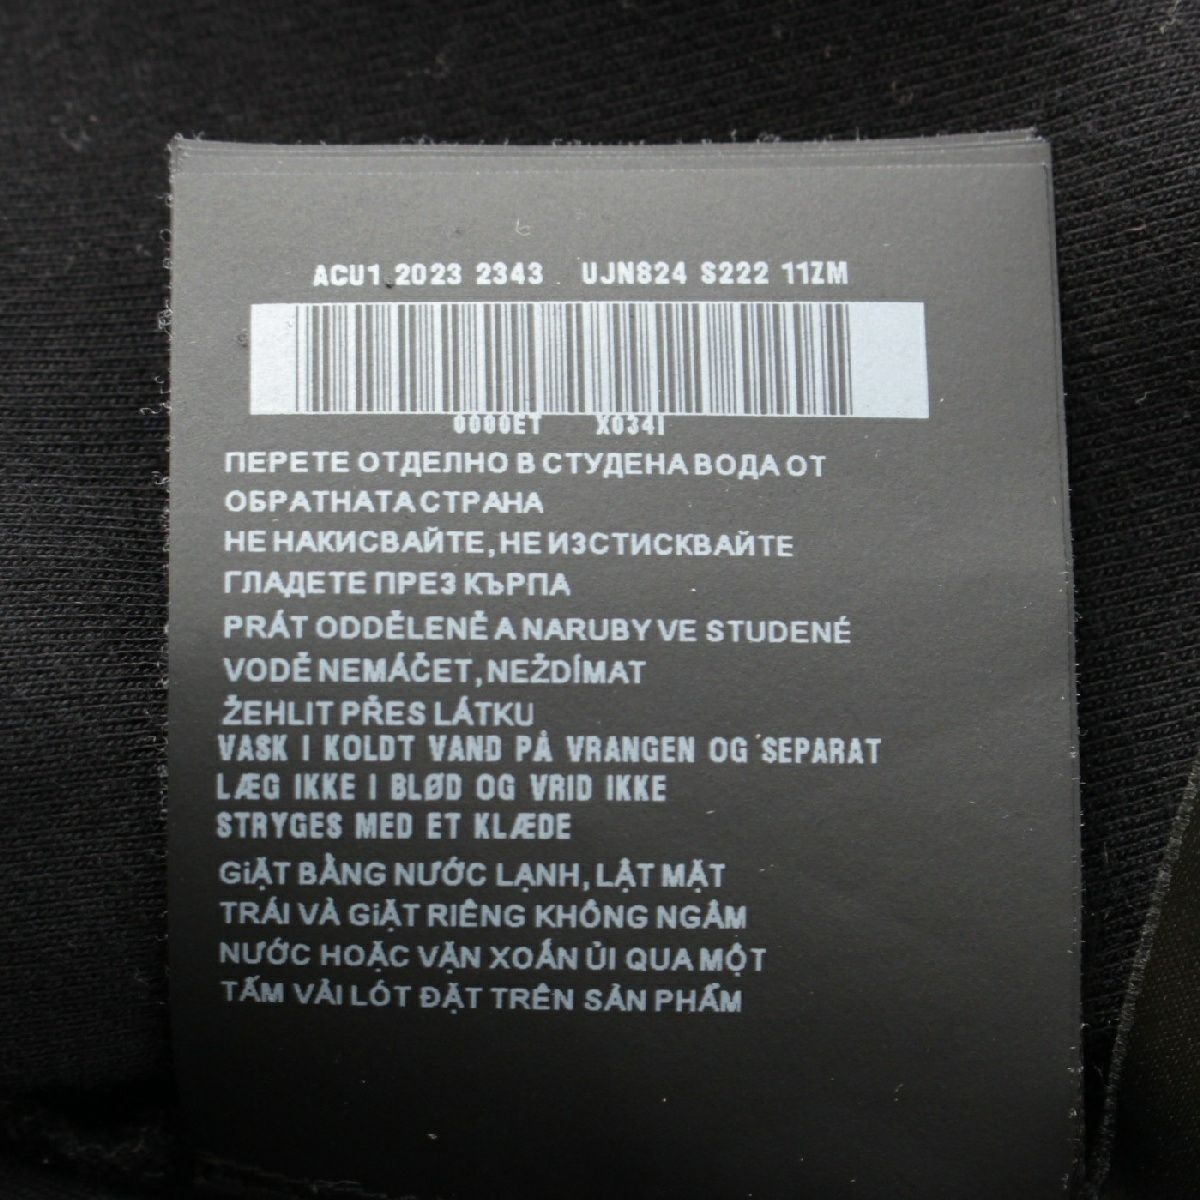 ACU1 2023 2343 UJN824 S222 11ZM
0000ET X034I
ПЕРЕТЕ ОТДЕЛНО В СТУДЕНА ВОДА ОТ
ОБРАТНАТА СТРАНА
НЕ НАКИСВАЙТЕ, НЕ ИЗСТИСКВАЙТЕ
ГЛАДЕТЕ ПРЕЗ КЪРПА
PRÁT ODDĚLENĚ A NARUBY VE STUDENÉ
VODĚ NEMÁČET, NEŽDÍMAT
ŽEHLIT PŘES LÁTKU
VASK I KOLDT VAND PÅ VRANGEN OG SEPARAT
LÆG IKKE I BLØD OG VRID IKKE
STRYGES MED ET KLÆDE
GiẶT BẰNG NƯỚC LẠNH, LẬT MẶT
TRÁI VÀ GiẶT RIÊNG KHÔNG NGÂM
NƯỚC HOẶC VẶN XOẮN ỦI QUA MỘT
TẤM VẢI LÓT ĐẶT TRÊN SẢN PHẨM